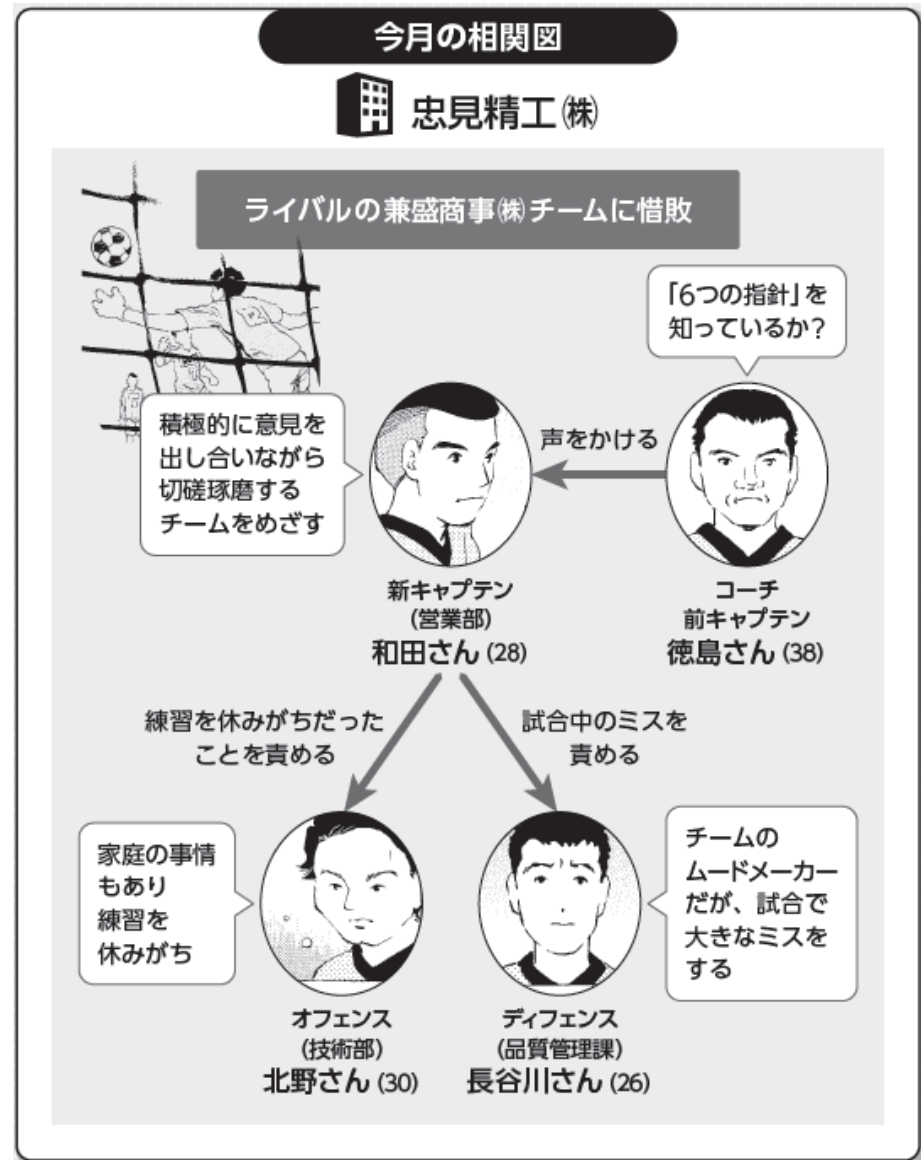 今月の相関図
忠見精工㈱
ライバルの兼盛商事㈱チームに惜敗
「6つの指針」を
知っているか?
積極的に意見を
出し合いながら
切磋琢磨する
チームをめざす
声をかける
新キャプテン
(営業部)
和田さん (28)
コーチ
前キャプテン
徳島さん (38)
練習を休みがちだった
ことを責める
試合中のミスを
責める
家庭の事情
もあり
練習を
休みがち
チームの
ムードメーカー
だが、試合で
大きなミスを
する
オフェンス
(技術部)
北野さん (30)
ディフェンス
(品質管理課)
長谷川さん (26)